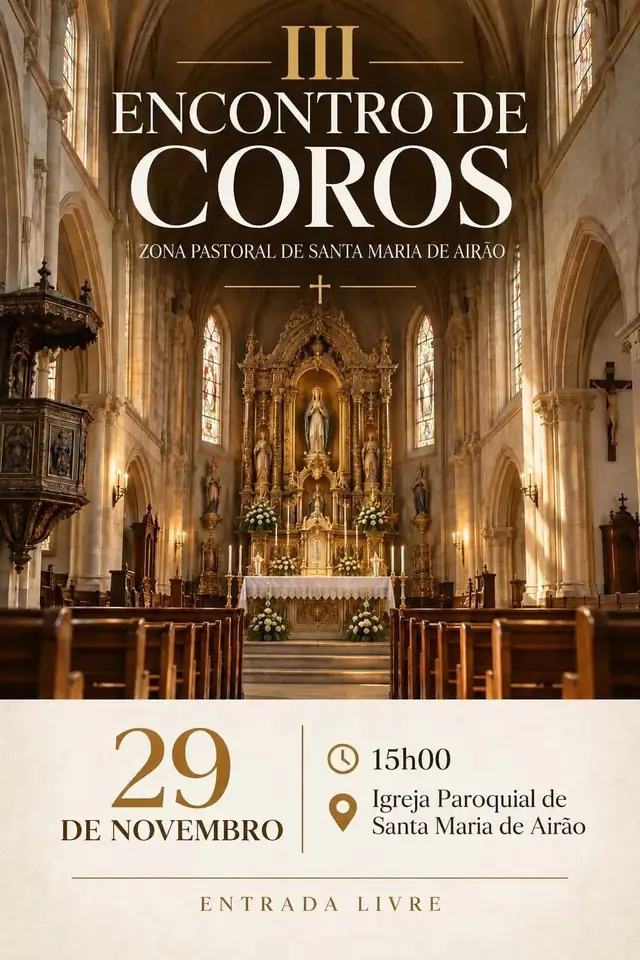 III
ENCONTRO DE
COROS
ZONA PASTORAL DE SANTA MARIA DE AIRÃO
29
DE NOVEMBRO
15h00
Igreja Paroquial de
Santa Maria de Airão
ENTRADA LIVRE